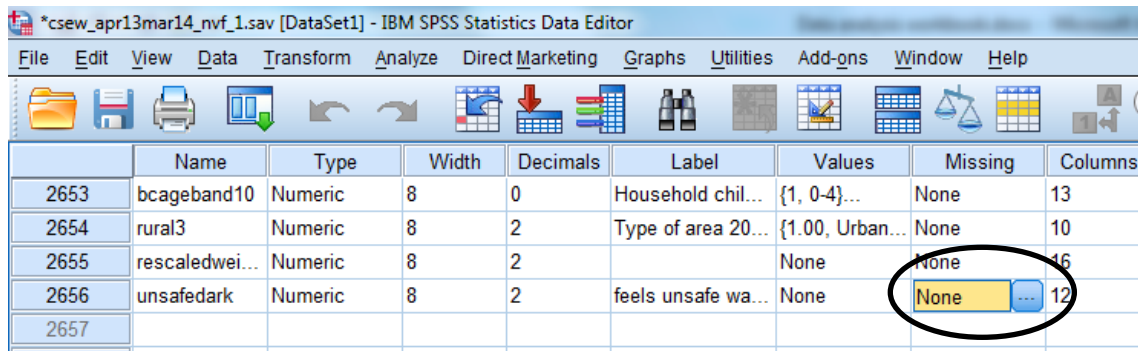 *csew_apr13mar14_nvf_1.sav [DataSet1] - IBM SPSS Statistics Data Editor
File Edit View Data Transform Analyze Direct Marketing Graphs Utilities Add-ons Window Help
Name Type Width Decimals Label Values Missing Columns
2653 bcageband10 Numeric 8 0 Household chil... {1, 0-4}... None 13
2654 rural3 Numeric 8 2 Type of area 20... {1.00, Urban... None 10
2655 rescaledwei... Numeric 8 2 None None 16
2656 unsafedark Numeric 8 2 feels unsafe wa... None None ... 12
2657